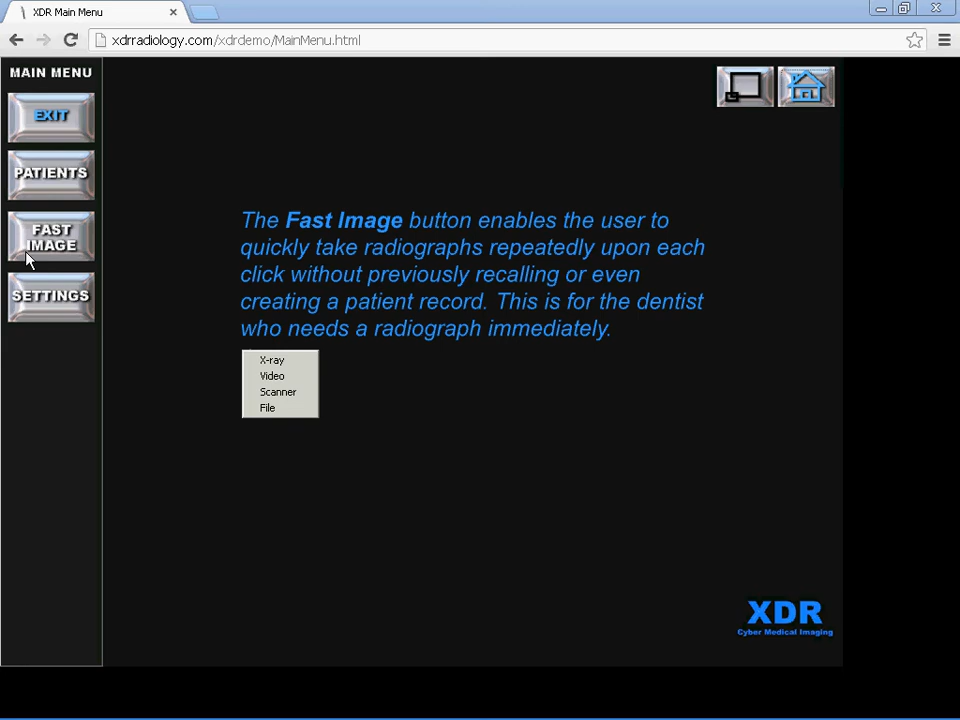 XDR Main Menu
xdrradiology.com/xdrdemo/MainMenu.html
MAIN MENU
EXIT
PATIENTS
FAST
IMAGE
SETTINGS
The Fast Image button enables the user to
quickly take radiographs repeatedly upon each
click without previously recalling or even
creating a patient record. This is for the dentist
who needs a radiograph immediately.
X-ray
Video
Scanner
File
XDR
Cyber Medical Imaging